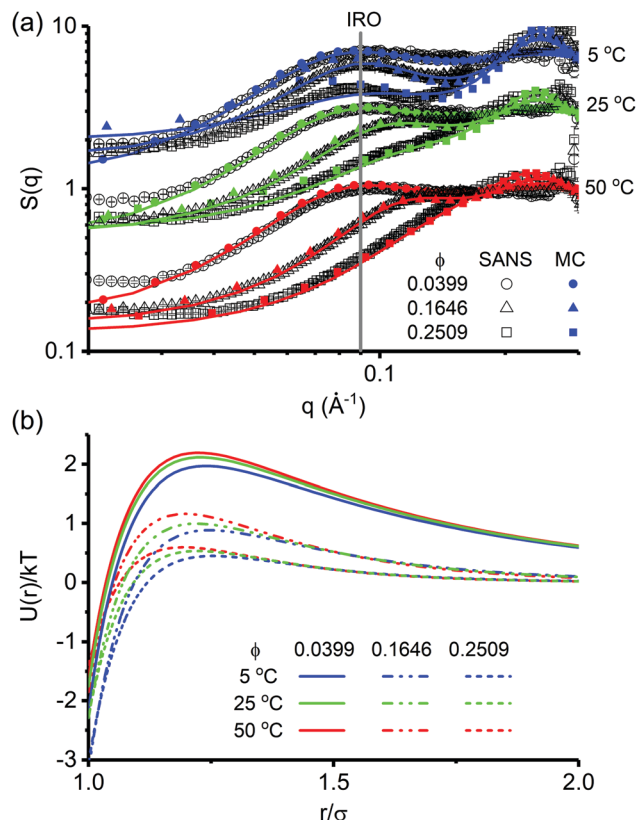 (a)
IRO
10
1
0.1
S(q)
5 °C
25 °C
50 °C
ϕ SANS MC
0.0399
0.1646
0.2509
0.1
q (Å⁻¹)
(b)
2
1
0
-1
-2
-3
U(r)/kT
ϕ 0.0399 0.1646 0.2509
5 °C
25 °C
50 °C
1.0 1.5 2.0
r/σ